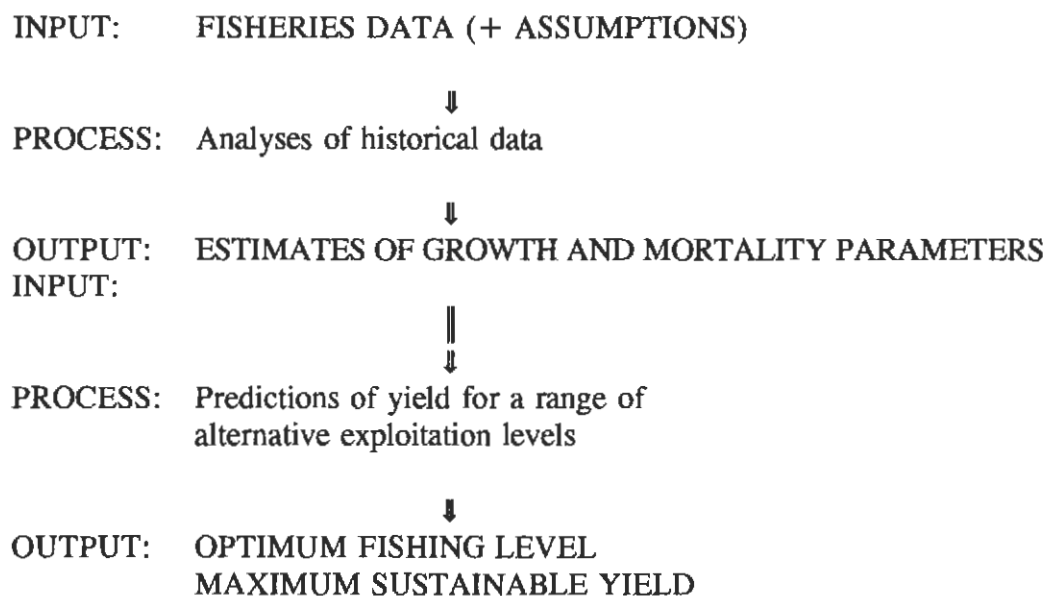 INPUT: FISHERIES DATA (+ ASSUMPTIONS)
⇓
PROCESS: Analyses of historical data
⇓
OUTPUT: ESTIMATES OF GROWTH AND MORTALITY PARAMETERS
INPUT:
⇓
PROCESS: Predictions of yield for a range of
alternative exploitation levels
⇓
OUTPUT: OPTIMUM FISHING LEVEL
MAXIMUM SUSTAINABLE YIELD